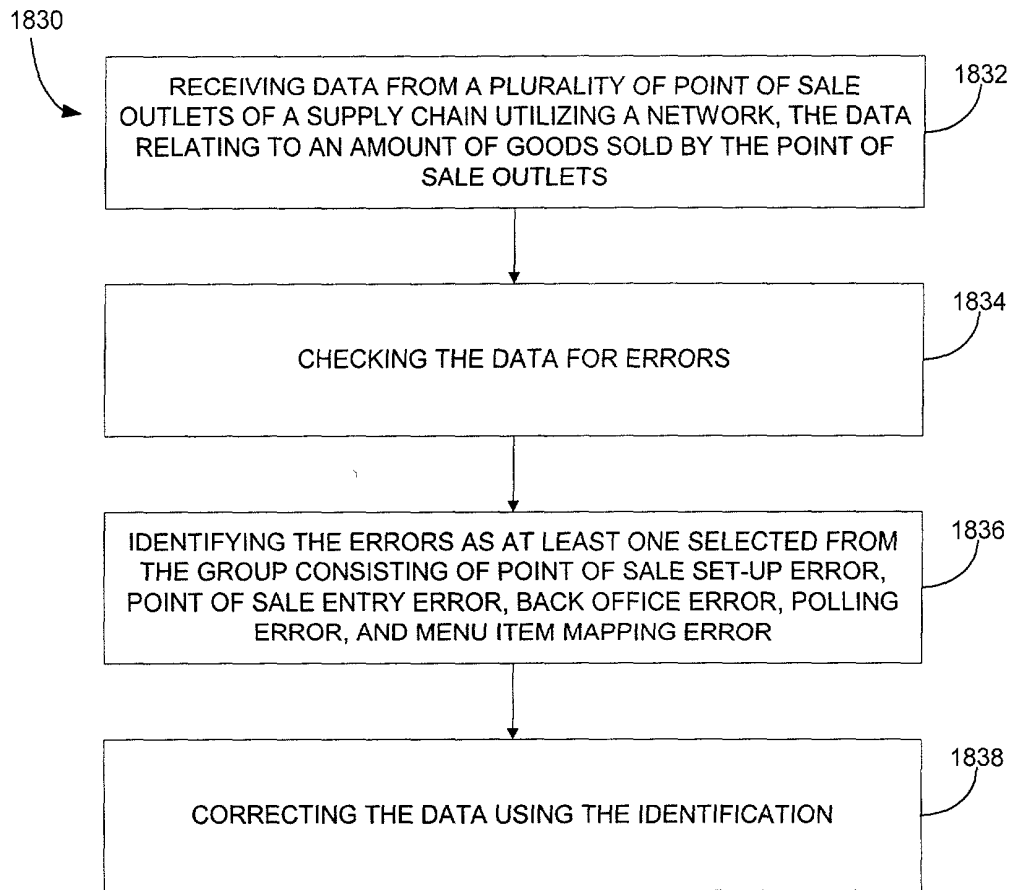 1830
RECEIVING DATA FROM A PLURALITY OF POINT OF SALE
OUTLETS OF A SUPPLY CHAIN UTILIZING A NETWORK, THE DATA
RELATING TO AN AMOUNT OF GOODS SOLD BY THE POINT OF
SALE OUTLETS
1832
CHECKING THE DATA FOR ERRORS
1834
IDENTIFYING THE ERRORS AS AT LEAST ONE SELECTED FROM
THE GROUP CONSISTING OF POINT OF SALE SET-UP ERROR,
POINT OF SALE ENTRY ERROR, BACK OFFICE ERROR, POLLING
ERROR, AND MENU ITEM MAPPING ERROR
1836
CORRECTING THE DATA USING THE IDENTIFICATION
1838